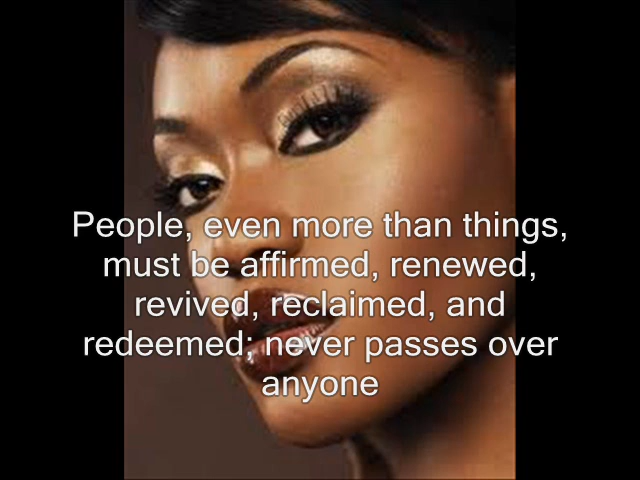 People, even more than things,
must be affirmed, renewed,
revived, reclaimed, and
redeemed; never passes over
anyone